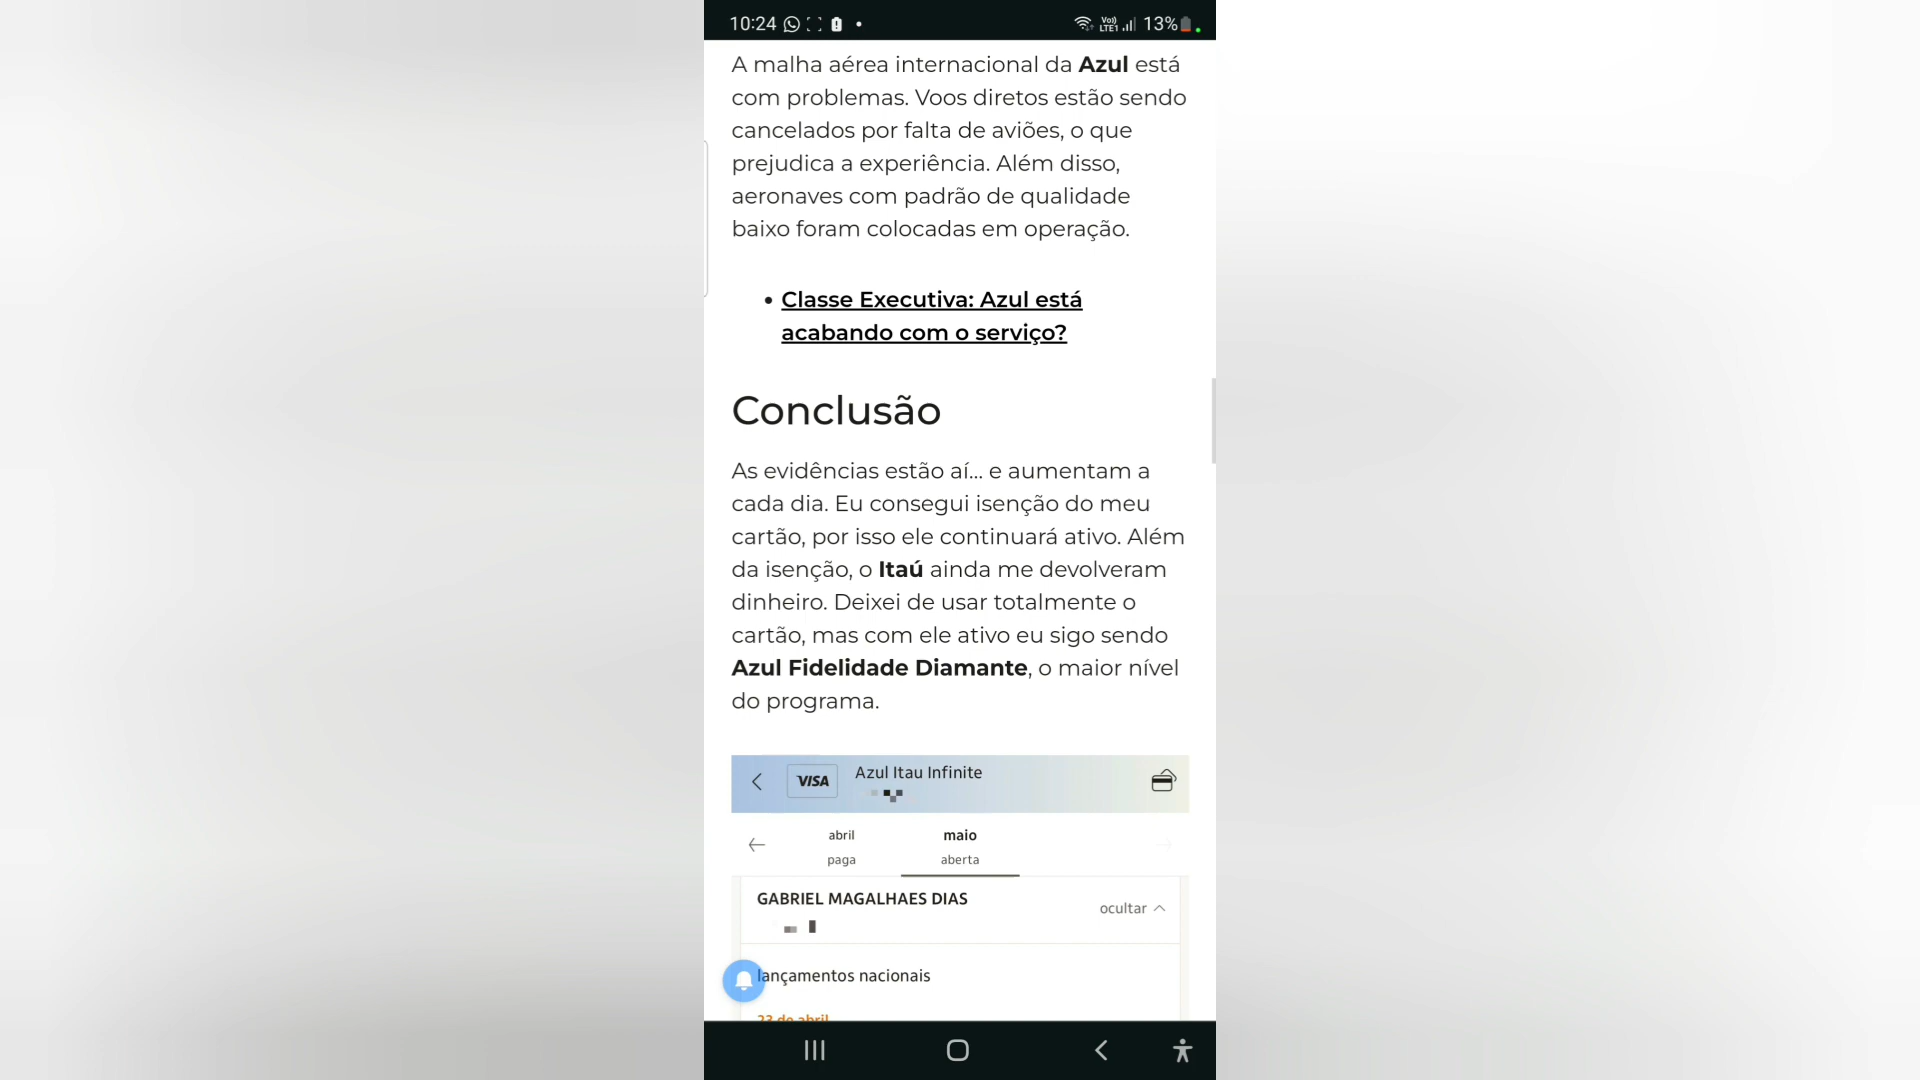 10:24
Vo)) LTE1 13%
A malha aérea internacional da Azul está
com problemas. Voos diretos estão sendo
cancelados por falta de aviões, o que
prejudica a experiência. Além disso,
aeronaves com padrão de qualidade
baixo foram colocadas em operação.
• Classe Executiva: Azul está
acabando com o serviço?
Conclusão
As evidências estão aí... e aumentam a
cada dia. Eu consegui isenção do meu
cartão, por isso ele continuará ativo. Além
da isenção, o Itaú ainda me devolveram
dinheiro. Deixei de usar totalmente o
cartão, mas com ele ativo eu sigo sendo
Azul Fidelidade Diamante, o maior nível
do programa.
VISA Azul Itau Infinite
abril maio
paga aberta
GABRIEL MAGALHAES DIAS
ocultar
lançamentos nacionais
23 de abril